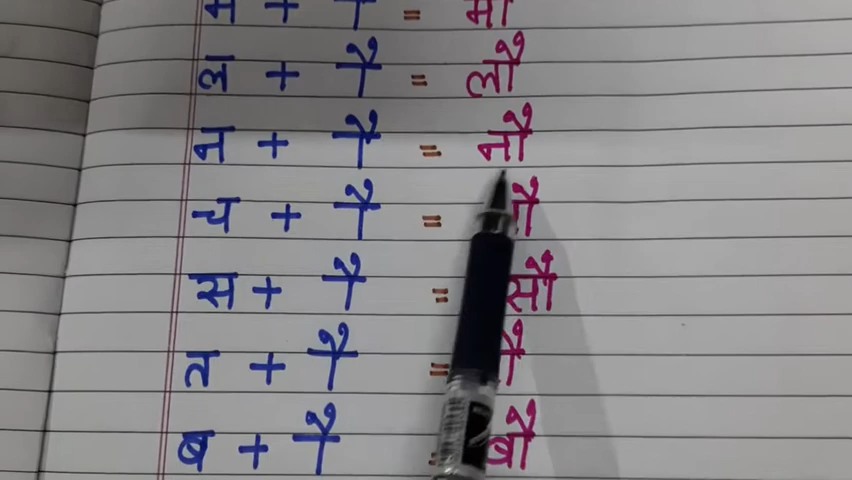 ल + ौ = लौ
न + ौ = नौ
च + ौ =
स + ौ = सौ
त + ौ =
ब + ौ = बौ